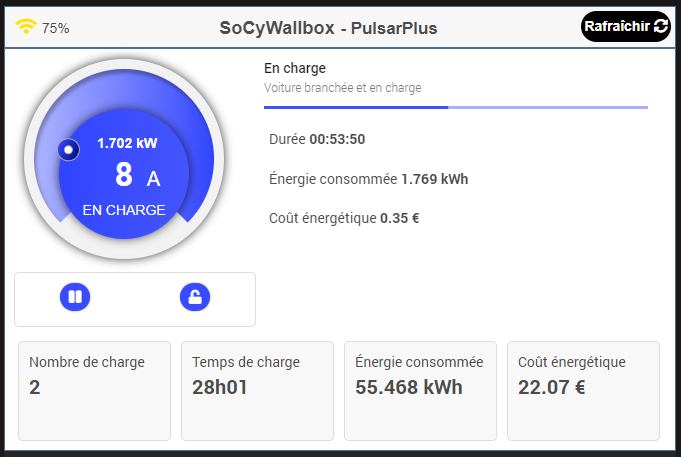 75%
SoCyWallbox - PulsarPlus
Rafraîchir
1.702 kW
8 A
EN CHARGE
En charge
Voiture branchée et en charge
Durée 00:53:50
Énergie consommée 1.769 kWh
Coût énergétique 0.35 €
Nombre de charge
2
Temps de charge
28h01
Énergie consommée
55.468 kWh
Coût énergétique
22.07 €